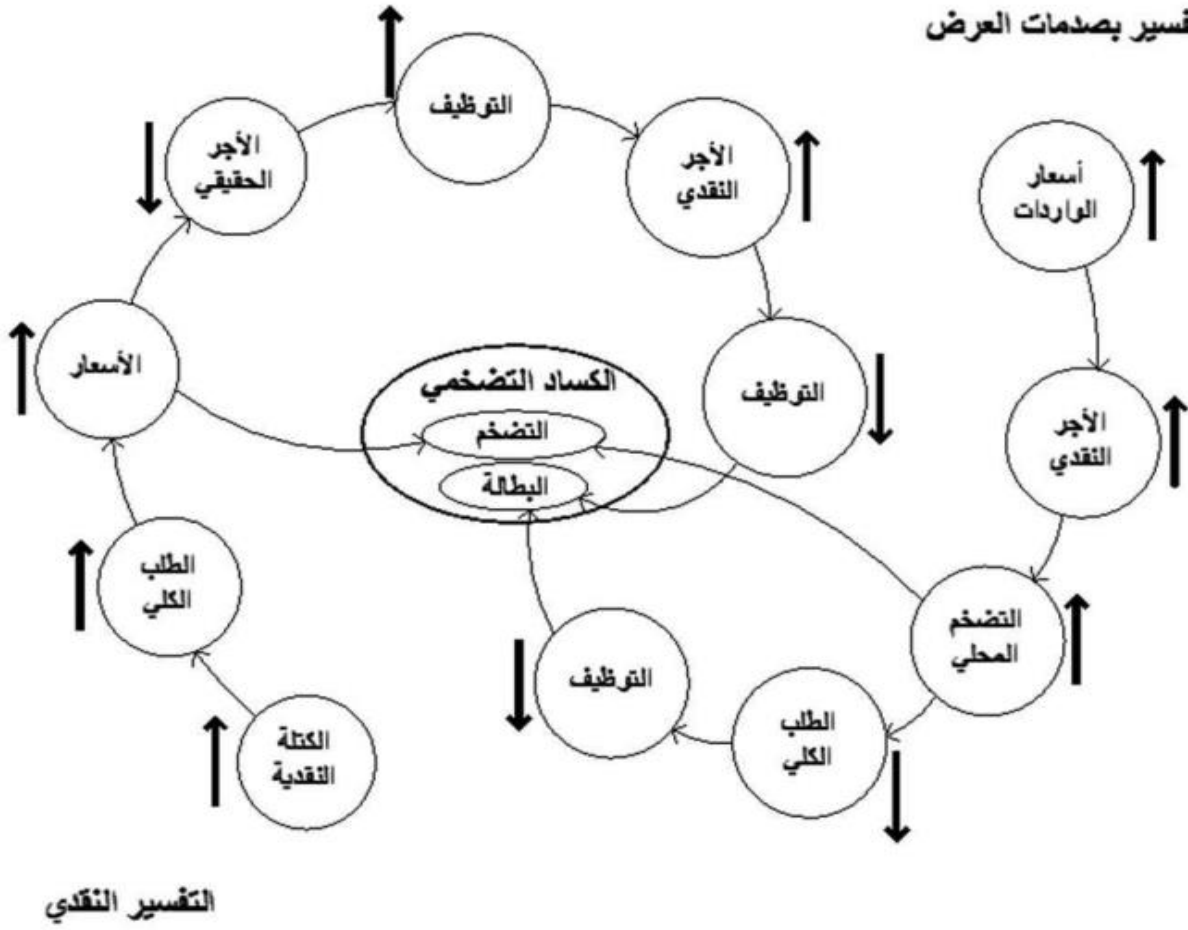 فسير بصدمات العرض
التوظيف
الأجر
الحقيقي
الأجر
النقدي
أسعار
الواردات
الأسعار
الكساد التضخمي
التضخم
البطالة
التوظيف
الأجر
النقدي
الطلب
الكلي
التضخم
المحلي
التوظيف
الطلب
الكلي
الكتلة
النقدية
التفسير النقدي